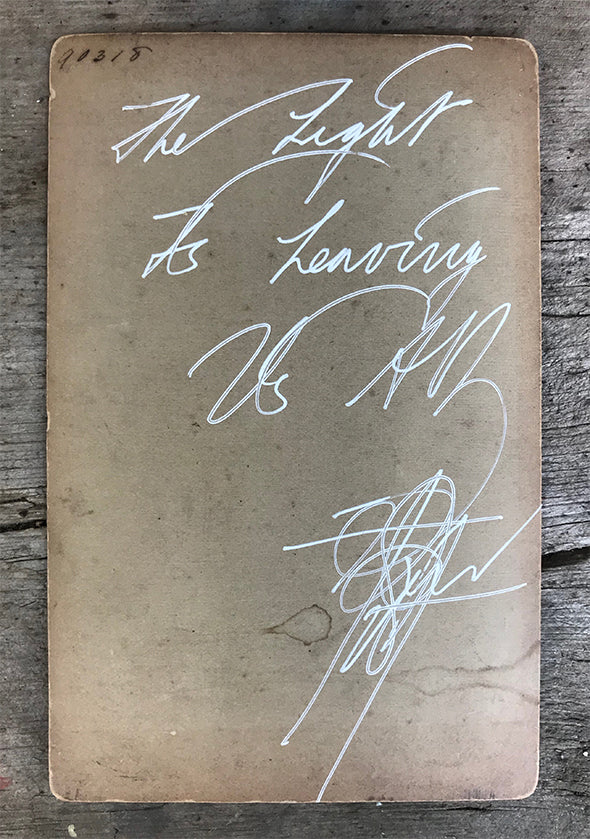 90318
The Light
Is Leaving
Us All